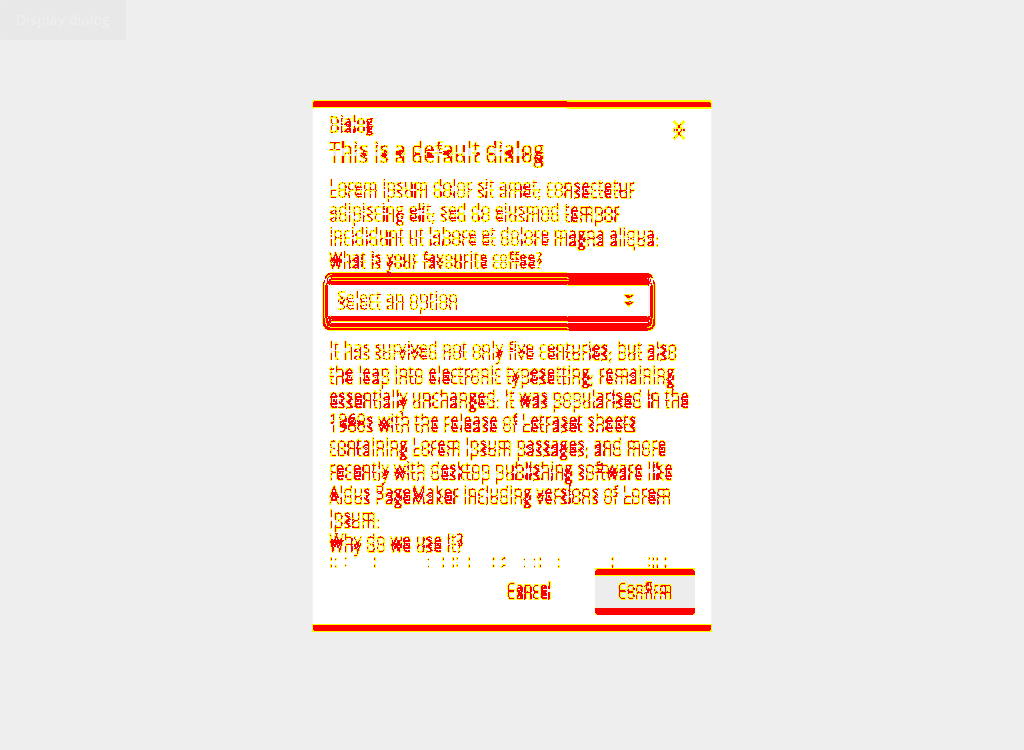 Display dialog
Dialog
This is a default dialog
Lorem ipsum dolor sit amet, consectetur
adipiscing elit, sed do eiusmod tempor
incididunt ut labore et dolore magna aliqua.
What is your favourite coffee?
Select an option
It has survived not only five centuries, but also
the leap into electronic typesetting, remaining
essentially unchanged. It was popularised in the
1960s with the release of Letraset sheets
containing Lorem Ipsum passages, and more
recently with desktop publishing software like
Aldus PageMaker including versions of Lorem
Ipsum.
Why do we use it?
Cancel
Confirm